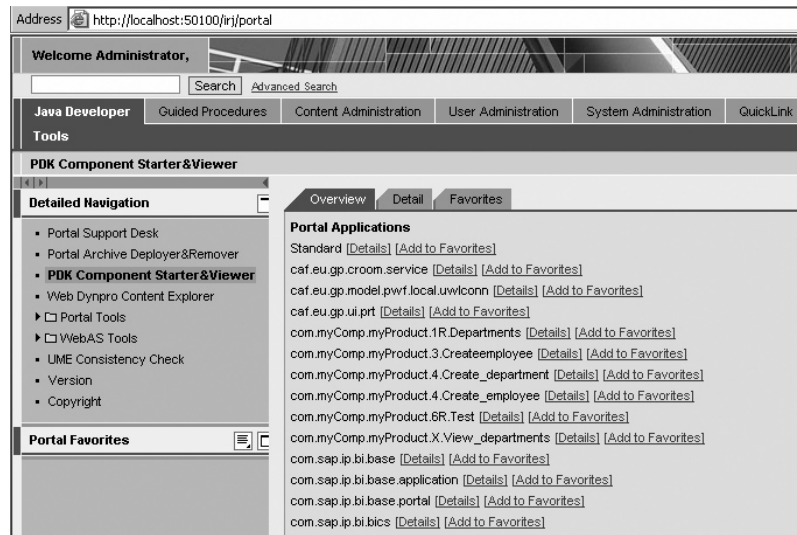 Address http://localhost:50100/irj/portal
Welcome Administrator,
Search Advanced Search
Java Developer Guided Procedures Content Administration User Administration System Administration QuickLink
Tools
PDK Component Starter&Viewer
Detailed Navigation
Portal Support Desk
Portal Archive Deployer&Remover
PDK Component Starter&Viewer
Web Dynpro Content Explorer
Portal Tools
WebAS Tools
UME Consistency Check
Version
Copyright
Portal Favorites
Overview Detail Favorites
Portal Applications
Standard [Details] [Add to Favorites]
caf.eu.gp.croom.service [Details] [Add to Favorites]
caf.eu.gp.model.pwf.local.uwlconn [Details] [Add to Favorites]
caf.eu.gp.ui.prt [Details] [Add to Favorites]
com.myComp.myProduct.1R.Departments [Details] [Add to Favorites]
com.myComp.myProduct.3.Createemployee [Details] [Add to Favorites]
com.myComp.myProduct.4.Create_department [Details] [Add to Favorites]
com.myComp.myProduct.4.Create_employee [Details] [Add to Favorites]
com.myComp.myProduct.6R.Test [Details] [Add to Favorites]
com.myComp.myProduct.X.View_departments [Details] [Add to Favorites]
com.sap.ip.bi.base [Details] [Add to Favorites]
com.sap.ip.bi.base.application [Details] [Add to Favorites]
com.sap.ip.bi.base.portal [Details] [Add to Favorites]
com.sap.ip.bi.bics [Details] [Add to Favorites]